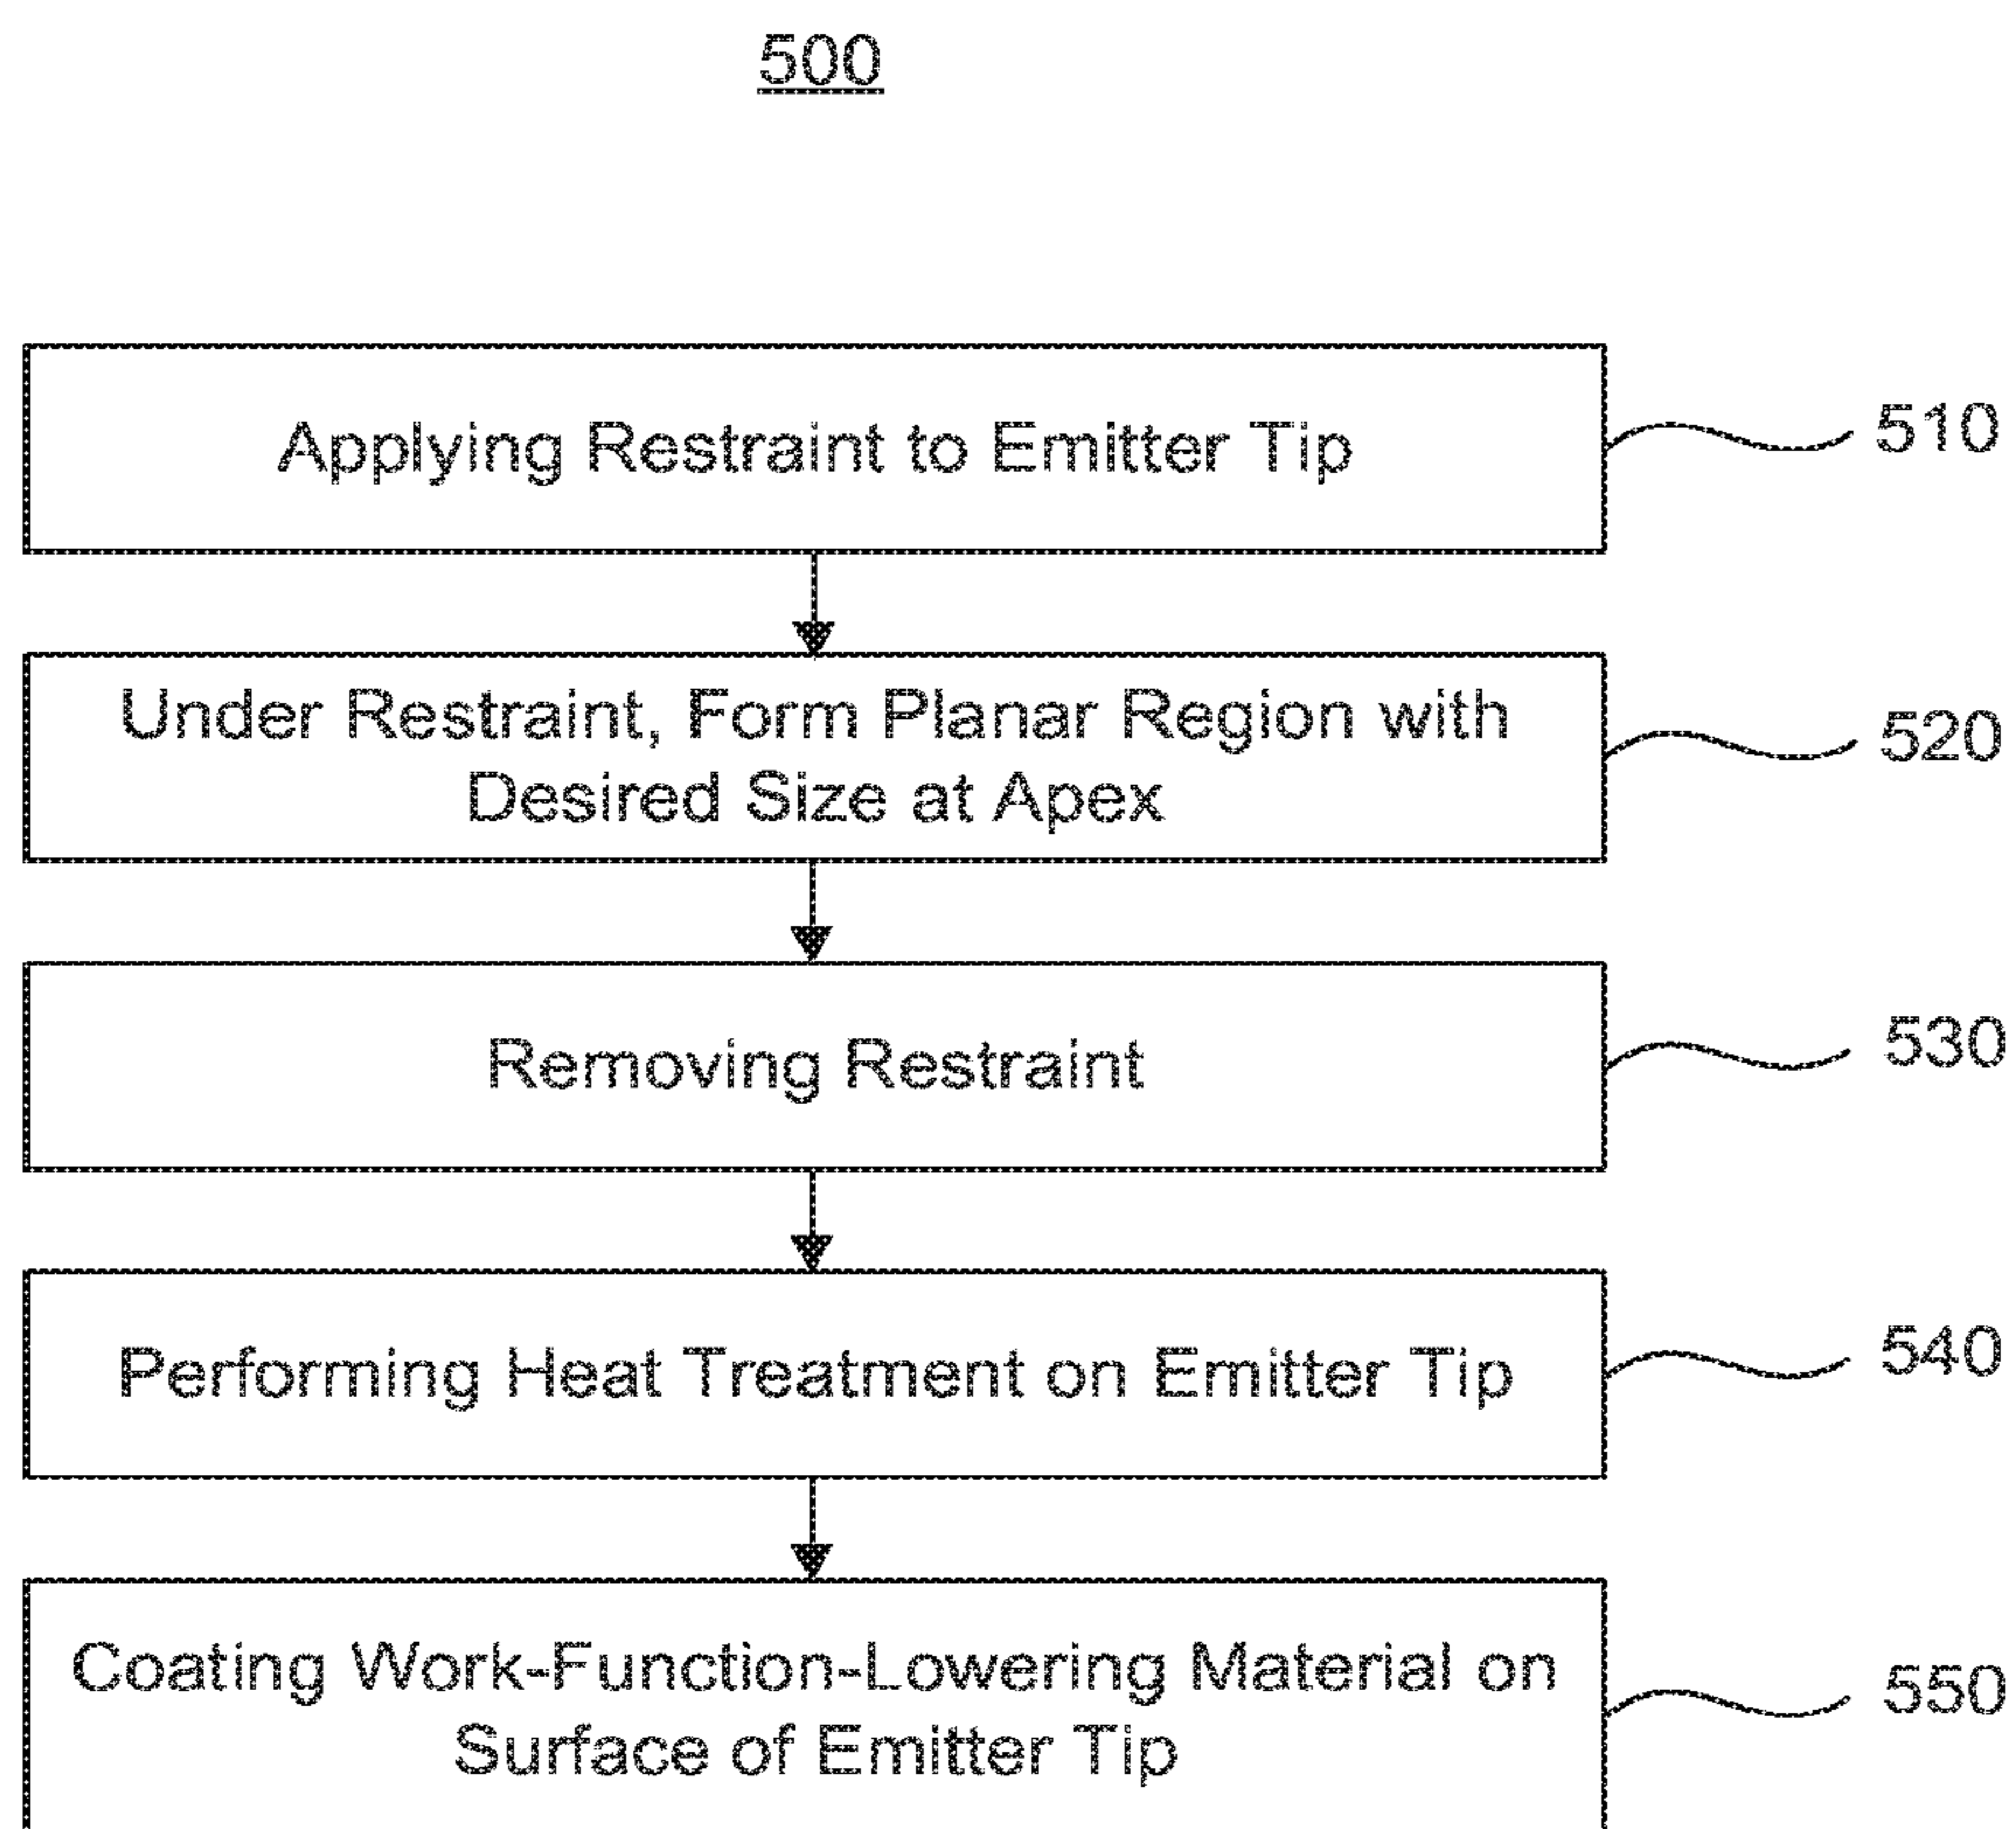 500
Applying Restraint to Emitter Tip
510
Under Restraint, Form Planar Region with
Desired Size at Apex
520
Removing Restraint
530
Performing Heat Treatment on Emitter Tip
540
Coating Work-Function-Lowering Material on
Surface of Emitter Tip
550